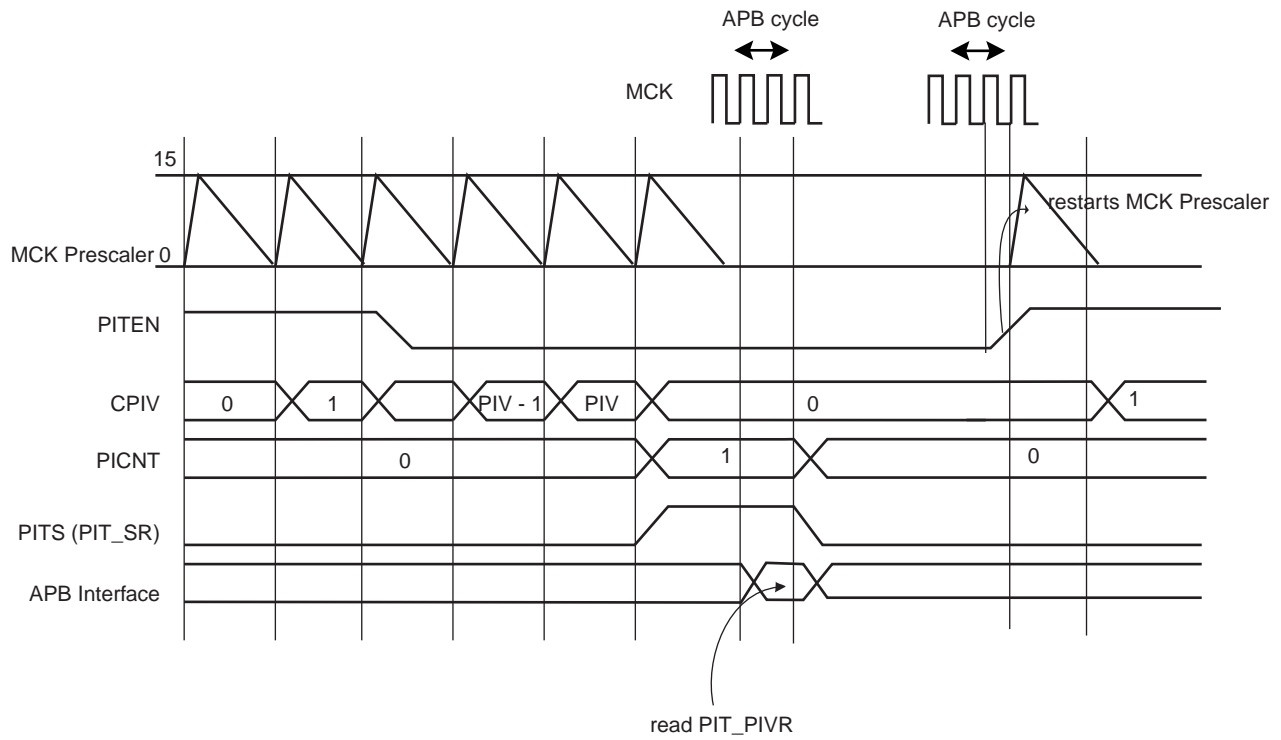 APB cycle
APB cycle
MCK
15
restarts MCK Prescaler
MCK Prescaler 0
PITEN
CPIV
0
1
PIV - 1
PIV
0
1
PICNT
0
1
0
PITS (PIT_SR)
APB Interface
read PIT_PIVR